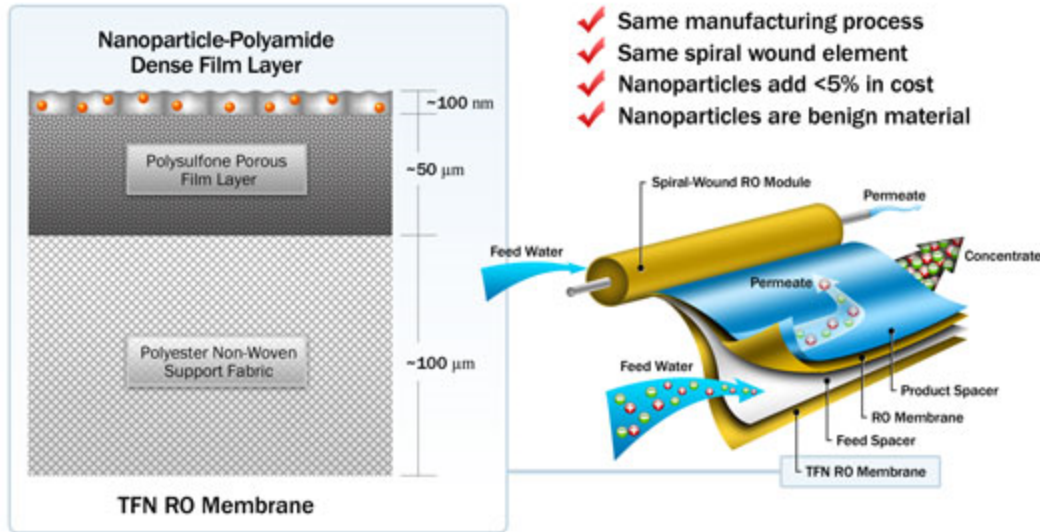 Nanoparticle-Polyamide
Dense Film Layer
~100 nm
Polysulfone Porous
Film Layer
~50 μm
Polyester Non-Woven
Support Fabric
~100 μm
TFN RO Membrane
Same manufacturing process
Same spiral wound element
Nanoparticles add <5% in cost
Nanoparticles are benign material
Spiral-Wound RO Module
Permeate
Feed Water
Concentrate
Permeate
Feed Water
Product Spacer
RO Membrane
Feed Spacer
TFN RO Membrane